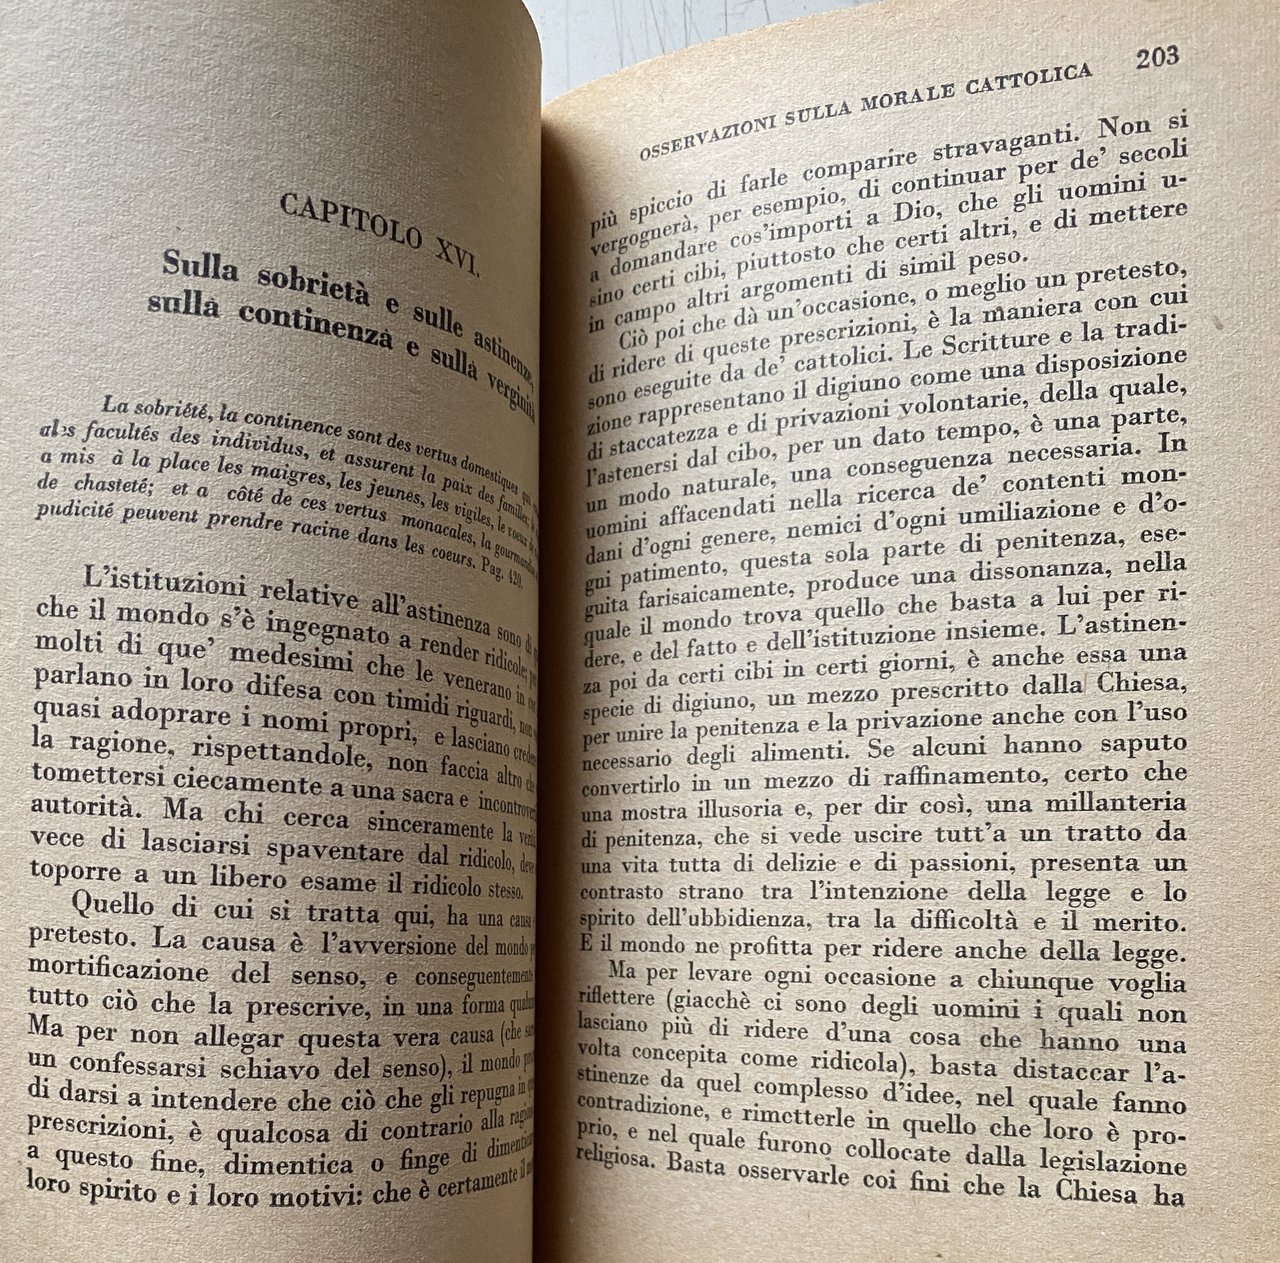 CAPITOLO XVI.
Sulla sobrietà e sulle astinenze,
sulla continenza e sulla verginità
La sobriété, la continence sont des vertus domestiques qui
facultés des individus, et assurent la paix des familles;
a mis à la place les maigres, les jeunes, les vigiles, le voeux
de chasteté; et a côté de ces vertus monacales, la gourmandise
pudicité peuvent prendre racine dans les coeurs. Pag. 420.
L'istituzioni relative all'astinenza sono di
che il mondo s'è ingegnato a render ridicole;
molti di que' medesimi che le venerano in
parlano in loro difesa con timidi riguardi, non
quasi adoprare i nomi propri, e lasciano
la ragione, rispettandole, non faccia altro
tomettersi ciecamente a una sacra e
autorità. Ma chi cerca sinceramente la
vece di lasciarsi spaventare dal ridicolo,
toporre a un libero esame il ridicolo stesso.
Quello di cui si tratta qui, ha una causa
pretesto. La causa è l'avversione del mondo
mortificazione del senso, e conseguentemente
tutto ciò che la prescrive, in una forma
Ma per non allegar questa vera causa (che
un confessarsi schiavo del senso), il mondo
di darsi a intendere che ciò che gli repugna in
prescrizioni, è qualcosa di contrario alla
a questo fine, dimentica o finge di
loro spirito e i loro motivi: che è certamente il
OSSERVAZIONI SULLA MORALE CATTOLICA 203
più spiccio di farle comparire stravaganti. Non si
vergognerà, per esempio, di continuar per de' secoli
a domandare cos'importi a Dio, che gli uomini u-
sino certi cibi, piuttosto che certi altri, e di mettere
in campo altri argomenti di simil peso.
Ciò poi che dà un'occasione, o meglio un pretesto,
di ridere di queste prescrizioni, è la maniera con cui
sono eseguite da de' cattolici. Le Scritture e la tradi-
zione rappresentano il digiuno come una disposizione
di staccatezza e di privazioni volontarie, della quale,
l'astenersi dal cibo, per un dato tempo, è una parte,
un modo naturale, una conseguenza necessaria. In
uomini affacendati nella ricerca de' contenti mon-
dani d'ogni genere, nemici d'ogni umiliazione e d'o-
gni patimento, questa sola parte di penitenza, ese-
guita farisaicamente, produce una dissonanza, nella
quale il mondo trova quello che basta a lui per ri-
dere, e del fatto e dell'istituzione insieme. L'astinen-
za poi da certi cibi in certi giorni, è anche essa una
specie di digiuno, un mezzo prescritto dalla Chiesa,
per unire la penitenza e la privazione anche con l'uso
necessario degli alimenti. Se alcuni hanno saputo
convertirlo in un mezzo di raffinamento, certo che
una mostra illusoria e, per dir così, una millanteria
di penitenza, che si vede uscire tutt'a un tratto da
una vita tutta di delizie e di passioni, presenta un
contrasto strano tra l'intenzione della legge e lo
spirito dell'ubbidienza, tra la difficoltà e il merito.
E il mondo ne profitta per ridere anche della legge.
Ma per levare ogni occasione a chiunque voglia
riflettere (giacchè ci sono degli uomini i quali non
lasciano più di ridere d'una cosa che hanno una
volta concepita come ridicola), basta distaccar l'a-
stinenze da quel complesso d'idee, nel quale fanno
contradizione, e rimetterle in quello che loro è pro-
prio, e nel quale furono collocate dalla legislazione
religiosa. Basta osservarle coi fini che la Chiesa ha